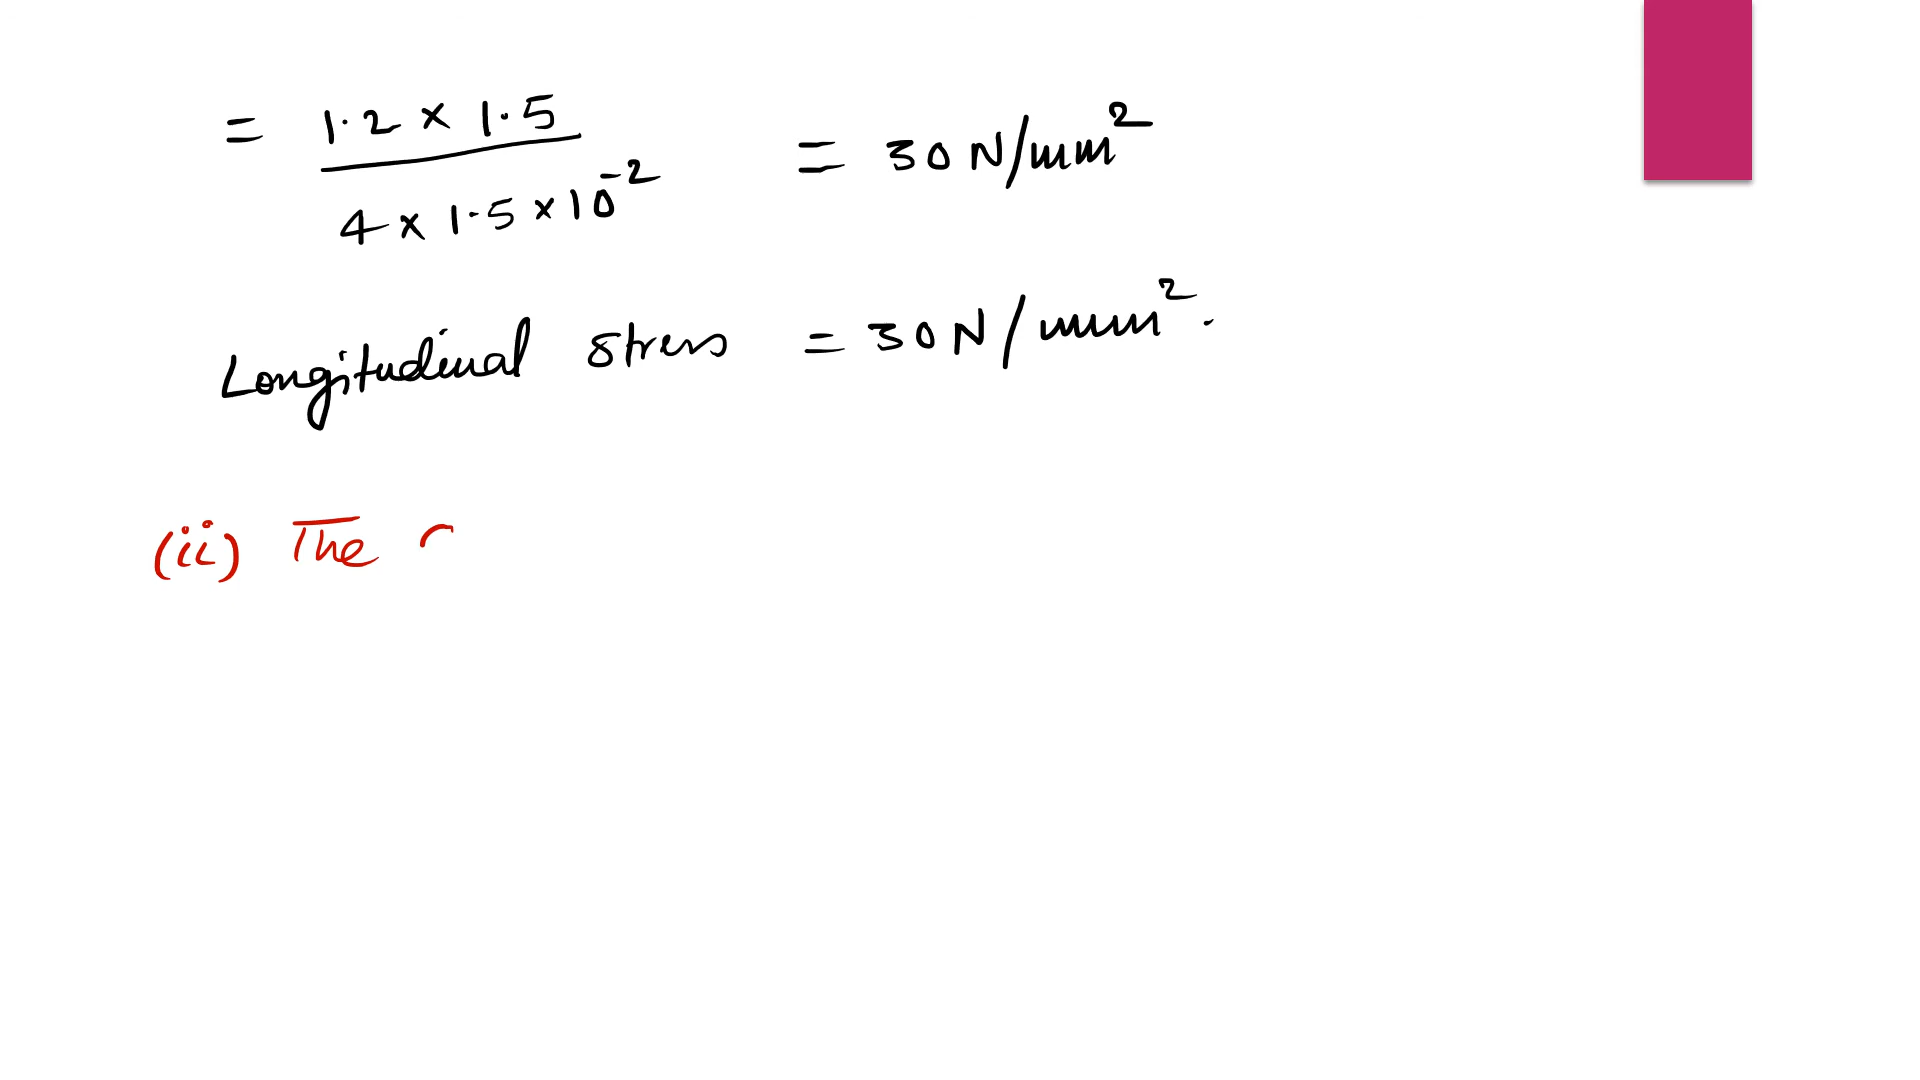 = 1.2 × 1.5 / 4 × 1.5 × 10⁻² = 30 N/mm²
Longitudinal stress = 30 N/mm².
(ii) The